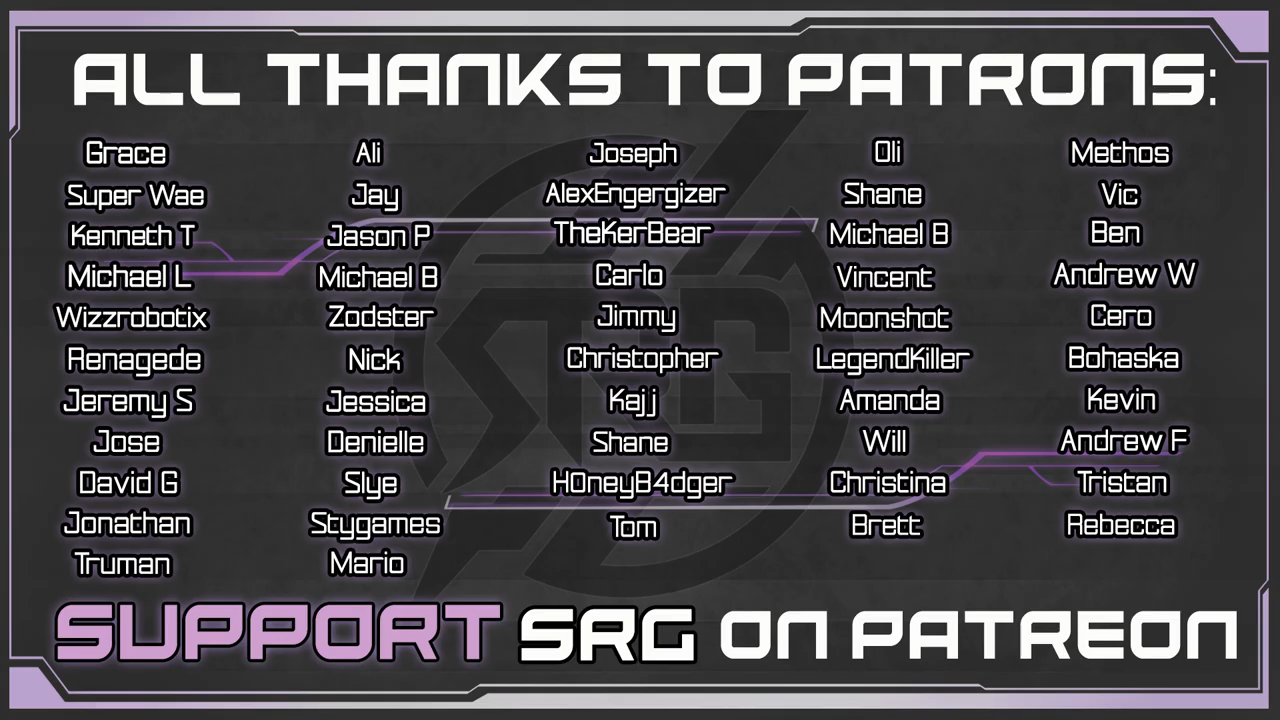 ALL THANKS TO PATRONS:
Grace
Super Wae
Kenneth T
Michael L
Wizzrobotix
Renagede
Jeremy S
Jose
David G
Jonathan
Truman
Ali
Jay
Jason P
Michael B
Zodster
Nick
Jessica
Denielle
Slye
Stygames
Mario
Joseph
AlexEngergizer
TheKerBear
Carlo
Jimmy
Christopher
Kajj
Shane
H0neyB4dger
Tom
Oli
Shane
Michael B
Vincent
Moonshot
LegendKiller
Amanda
Will
Christina
Brett
Methos
Vic
Ben
Andrew W
Cero
Bohaska
Kevin
Andrew F
Tristan
Rebecca
SUPPORT SRG ON PATREON
SRG